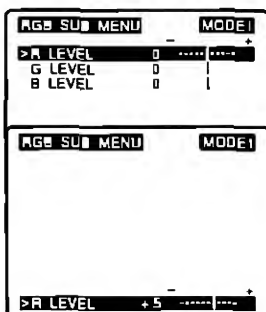 RGB SUB MENU MODE1
- +
>R LEVEL 0
G LEVEL 0
B LEVEL 0
RGB SUB MENU MODE1
- +
>R LEVEL +5